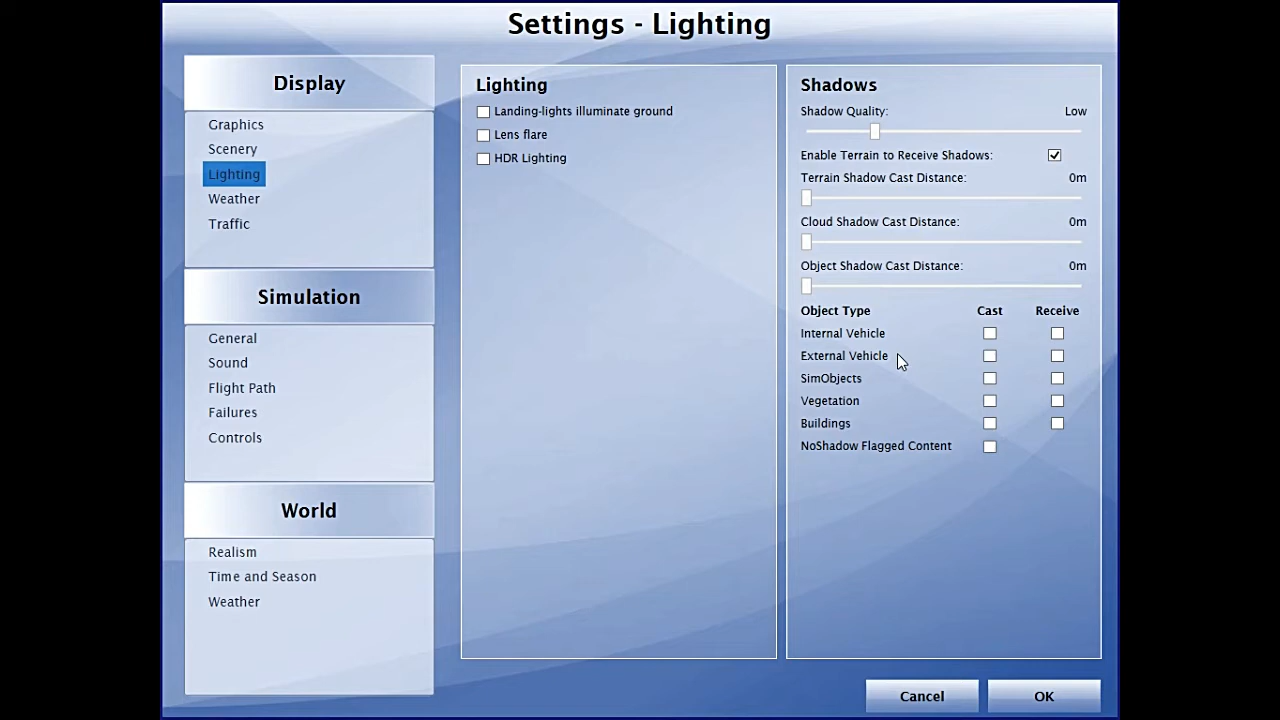 Settings - Lighting
Display
Graphics
Scenery
Lighting
Weather
Traffic
Simulation
General
Sound
Flight Path
Failures
Controls
World
Realism
Time and Season
Weather
Lighting
Landing-lights illuminate ground
Lens flare
HDR Lighting
Shadows
Shadow Quality: Low
Enable Terrain to Receive Shadows:
Terrain Shadow Cast Distance: 0m
Cloud Shadow Cast Distance: 0m
Object Shadow Cast Distance: 0m
Object Type Cast Receive
Internal Vehicle
External Vehicle
SimObjects
Vegetation
Buildings
NoShadow Flagged Content
Cancel OK